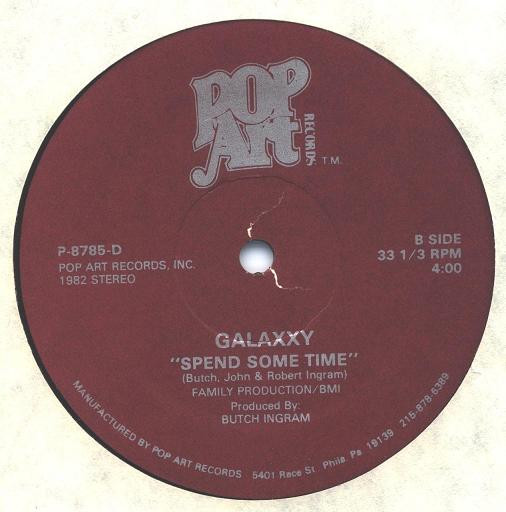 POP
Art
RECORDS
T.M.
P-8785-D
POP ART RECORDS, INC.
1982 STEREO
B SIDE
33 1/3 RPM
4:00
GALAXXY
"SPEND SOME TIME"
(Butch, John & Robert Ingram)
FAMILY PRODUCTION/BMI
Produced By:
BUTCH INGRAM
MANUFACTURED BY POP ART RECORDS 5401 Race St. Phila. Pa 19139 215-878-6389